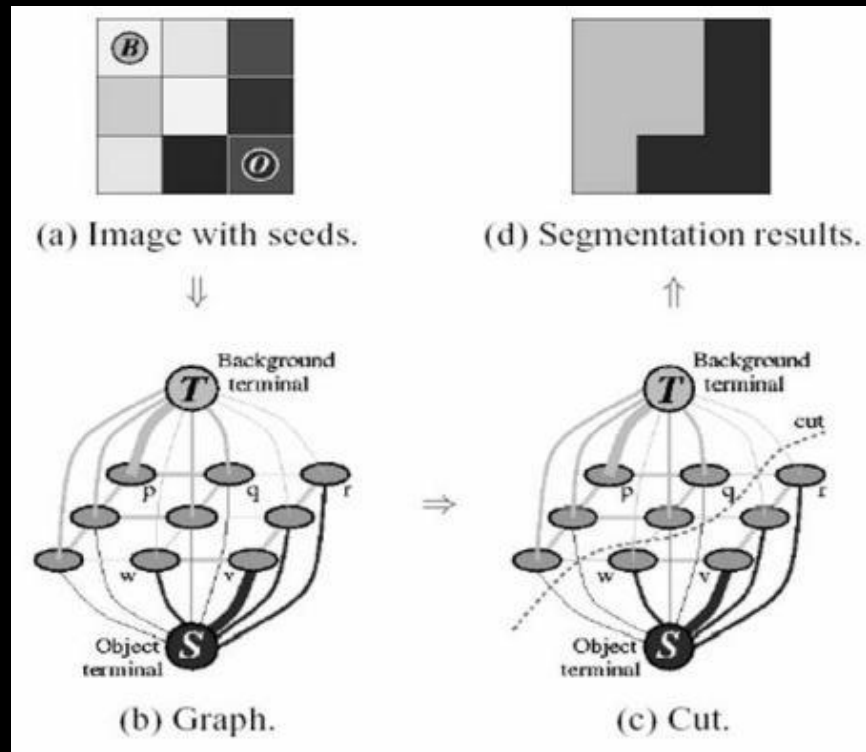 B
O
(a) Image with seeds.
(d) Segmentation results.
⇓
⇑
Background
terminal
T
p
q
r
w
v
S
Object
terminal
(b) Graph.
⇒
Background
terminal
T
cut
p
q
r
w
v
S
Object
terminal
(c) Cut.